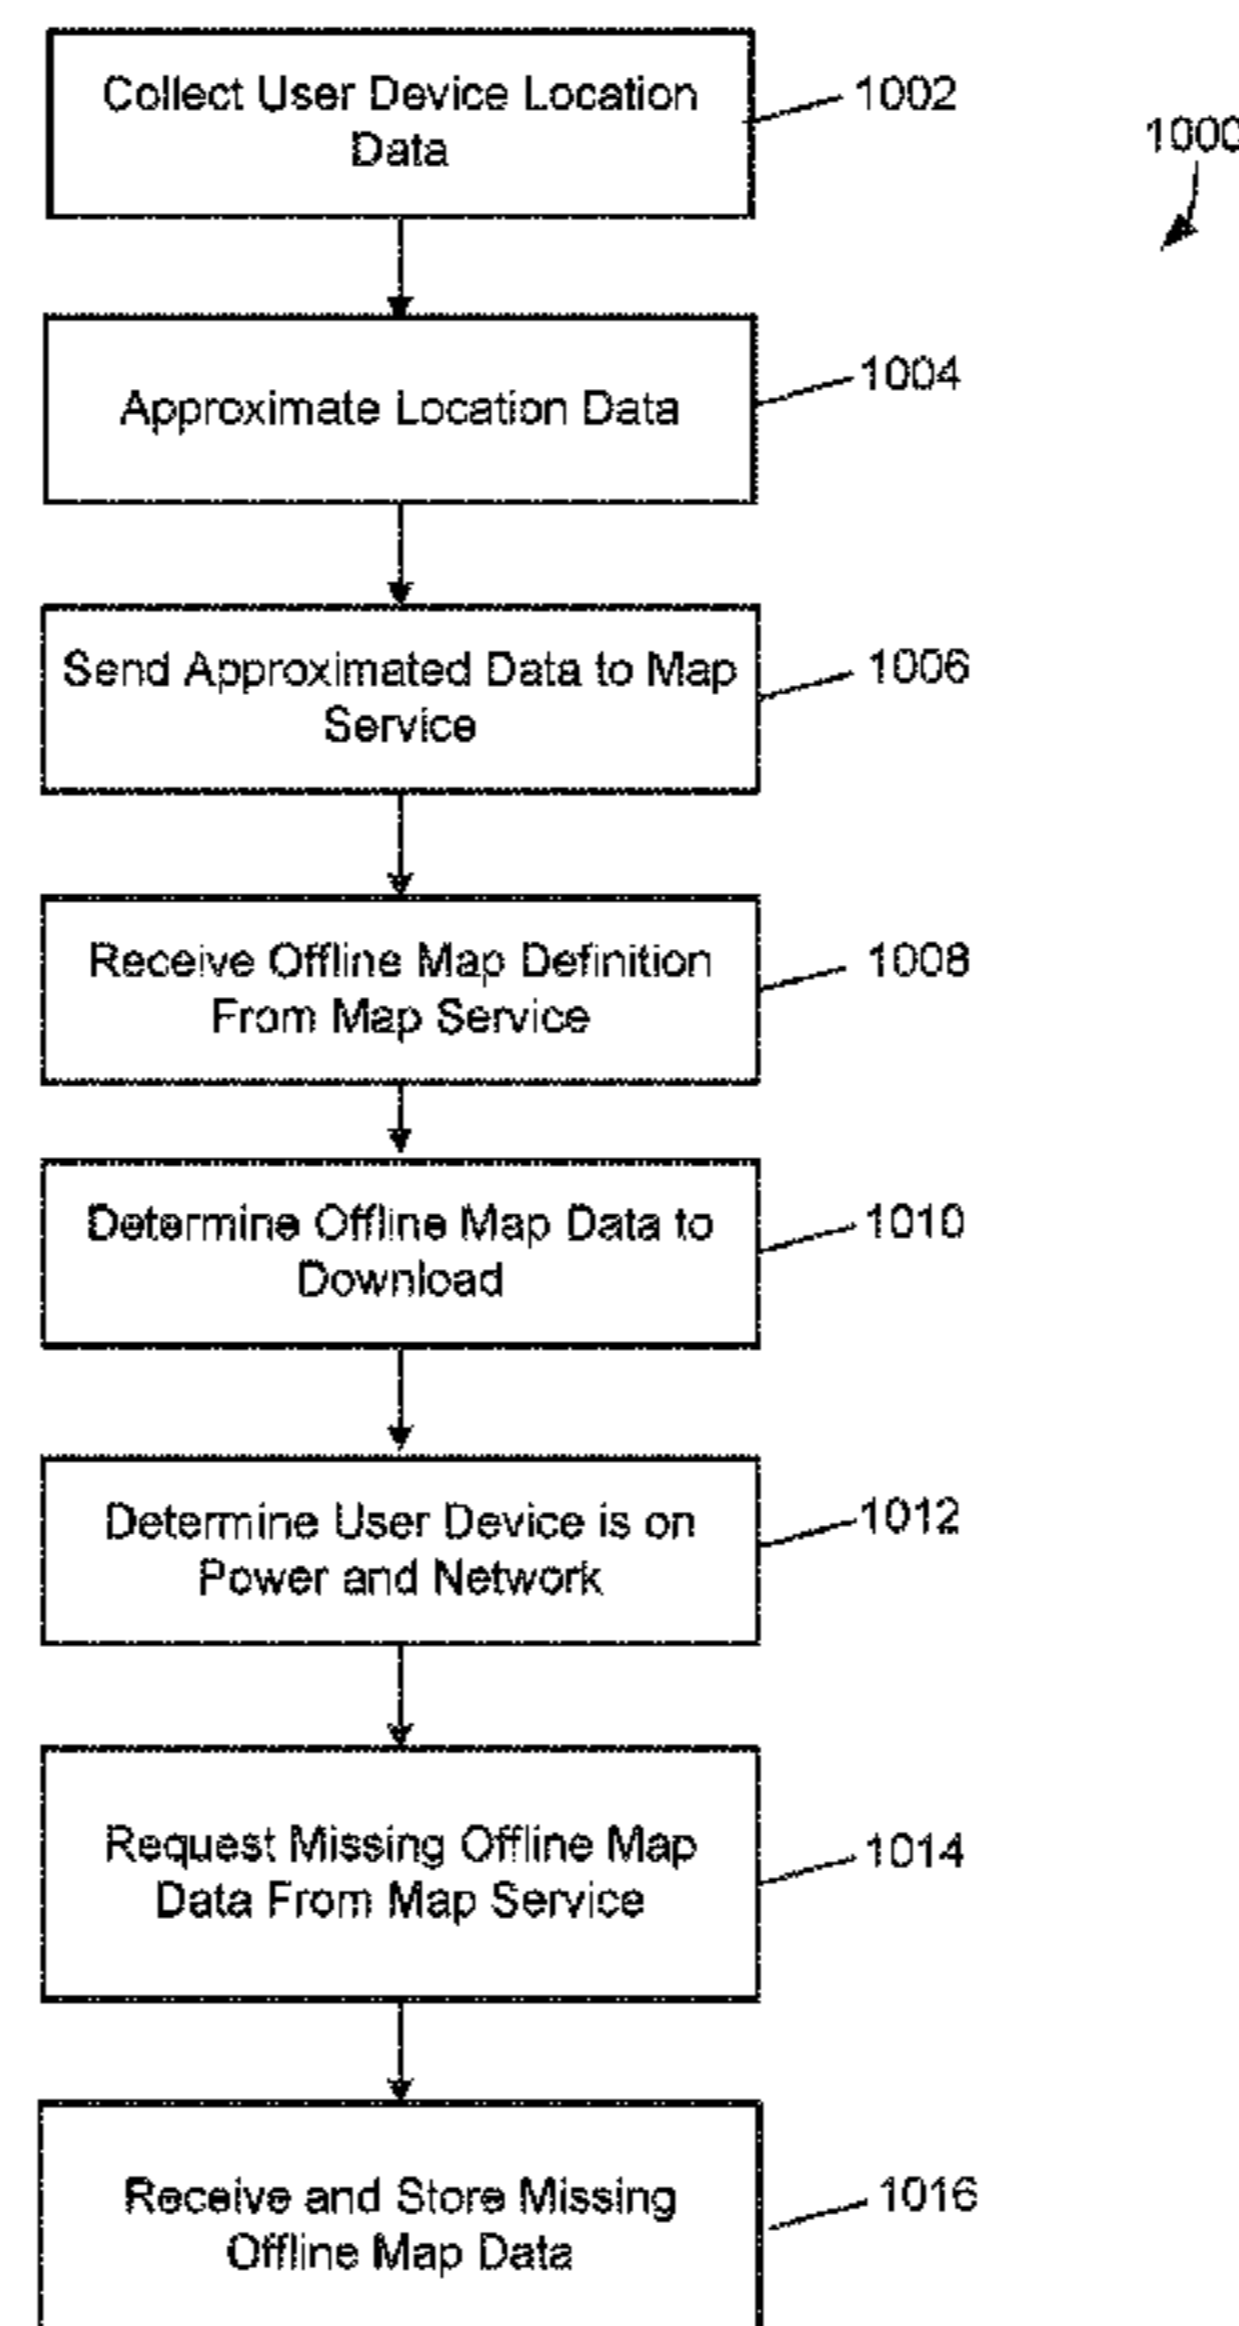 Collect User Device Location
Data
1002
1000
Approximate Location Data
1004
Send Approximated Data to Map
Service
1006
Receive Offline Map Definition
From Map Service
1008
Determine Offline Map Data to
Download
1010
Determine User Device is on
Power and Network
1012
Request Missing Offline Map
Data From Map Service
1014
Receive and Store Missing
Offline Map Data
1016